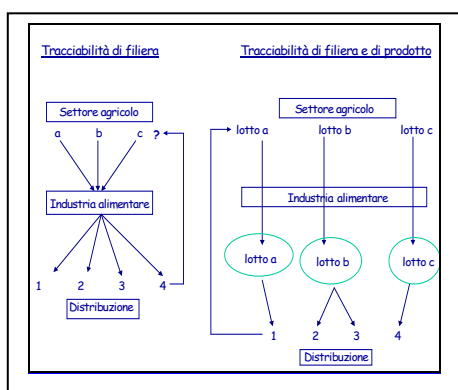 Tracciabilità di filiera
Tracciabilità di filiera e di prodotto
Settore agricolo
a b c ?
Industria alimentare
1 2 3 4
Distribuzione
Settore agricolo
lotto a lotto b lotto c
Industria alimentare
lotto a lotto b lotto c
1 2 3 4
Distribuzione